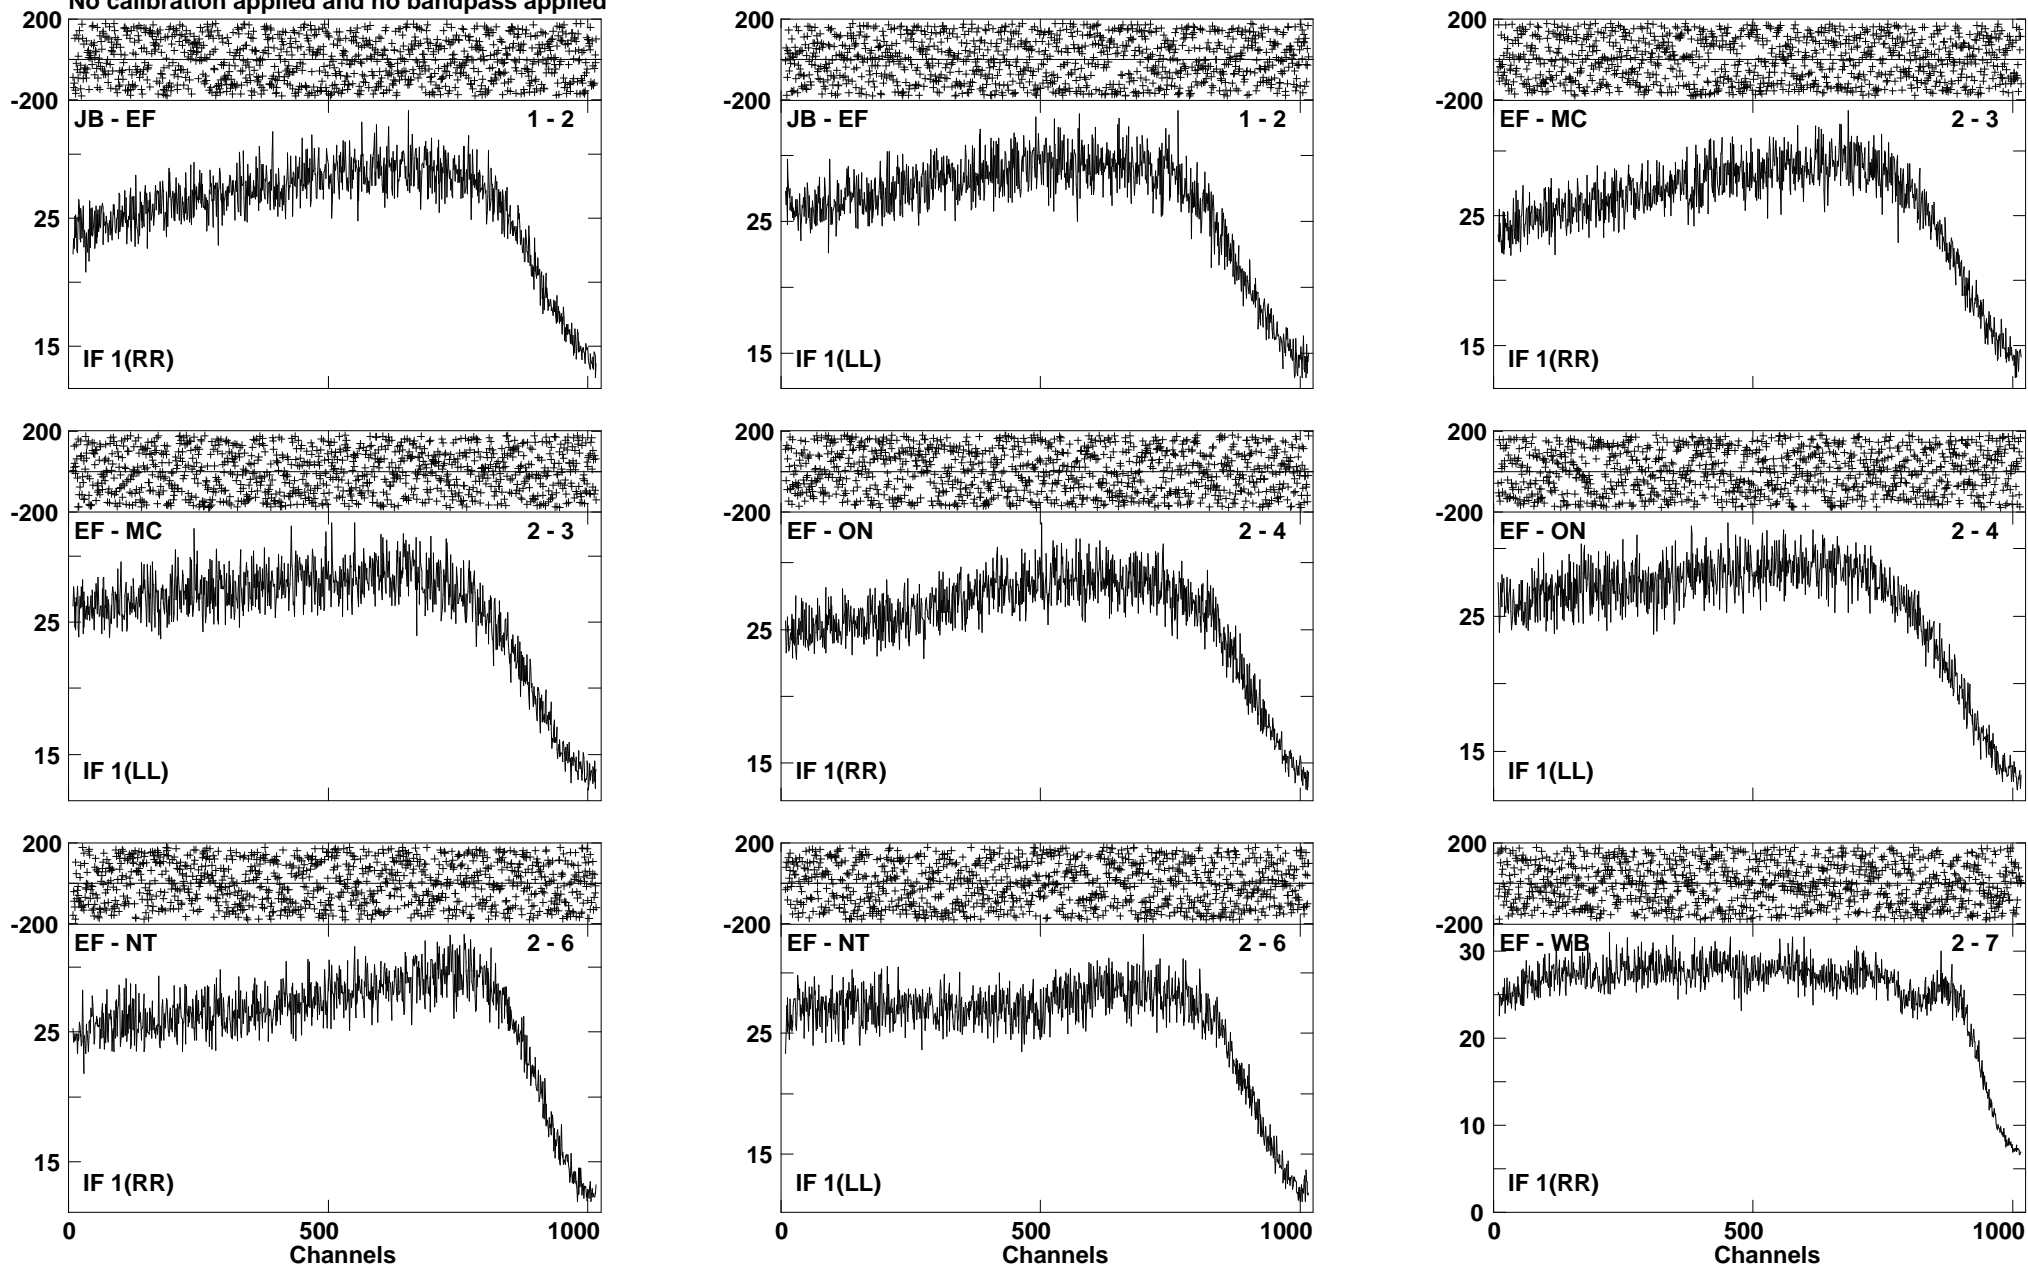 No calibration applied and no bandpass applied
200
-200
JB - EF 1 - 2
25
15
IF 1(RR)
200
-200
JB - EF 1 - 2
25
15
IF 1(LL)
200
-200
EF - MC 2 - 3
25
15
IF 1(RR)
200
-200
EF - MC 2 - 3
25
15
IF 1(LL)
200
-200
EF - ON 2 - 4
25
15
IF 1(RR)
200
-200
EF - ON 2 - 4
25
15
IF 1(LL)
200
-200
EF - NT 2 - 6
25
15
IF 1(RR)
0 500 1000
Channels
200
-200
EF - NT 2 - 6
25
15
IF 1(LL)
0 500 1000
Channels
200
-200
EF - WB 2 - 7
30
20
10
IF 1(RR)
0
0 500 1000
Channels